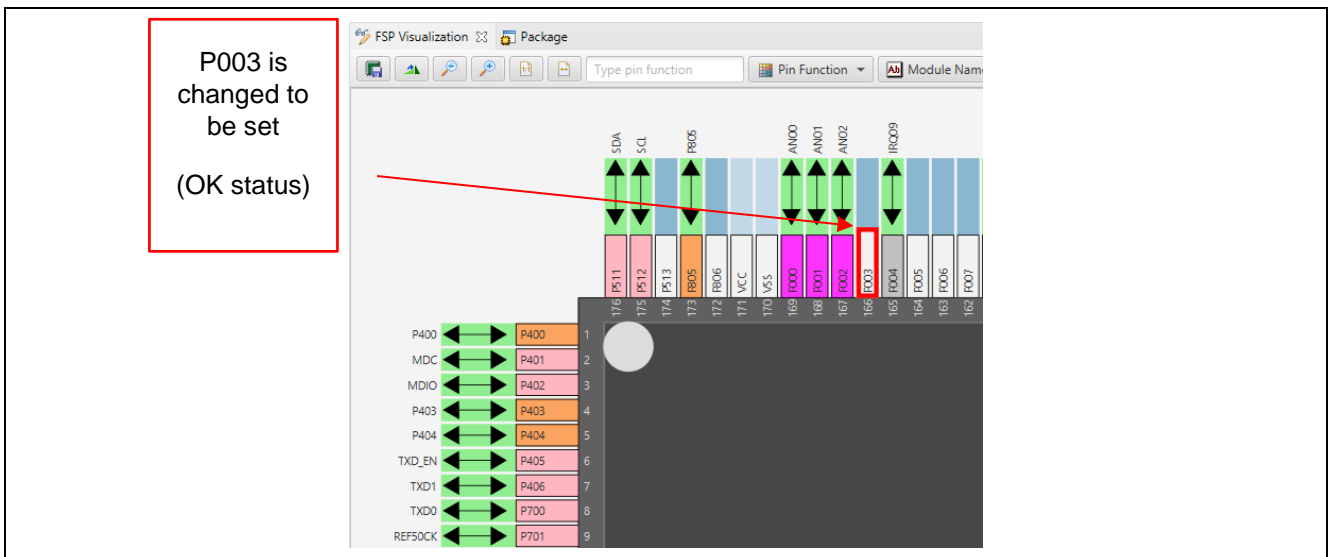 P003 is
changed to
be set
(OK status)
FSP Visualization
Package
Type pin function
Pin Function
Module Nam
SDA
SCL
P805
AN00
AN01
AN02
IRQ09
P511
P512
P513
P805
P806
VCC
VSS
P000
P001
P002
P003
P004
P005
P006
P007
176
175
174
173
172
171
170
169
168
167
166
165
164
163
162
P400 P400 1
MDC P401 2
MDIO P402 3
P403 P403 4
P404 P404 5
TXD_EN P405 6
TXD1 P406 7
TXD0 P700 8
REF50CK P701 9